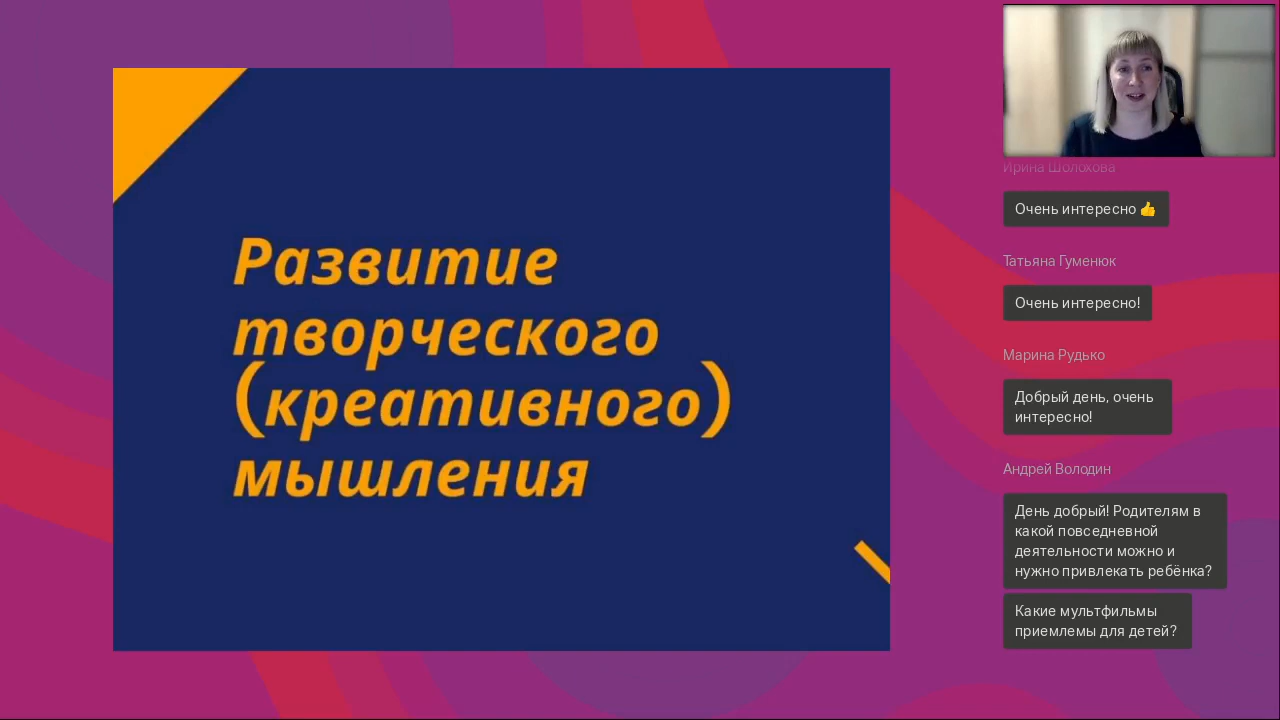 Развитие
творческого
(креативного)
мышления
Ирина Шолохова
Очень интересно 👍
Татьяна Гуменюк
Очень интересно!
Марина Рудько
Добрый день, очень
интересно!
Андрей Володин
День добрый! Родителям в
какой повседневной
деятельности можно и
нужно привлекать ребёнка?
Какие мультфильмы
приемлемы для детей?